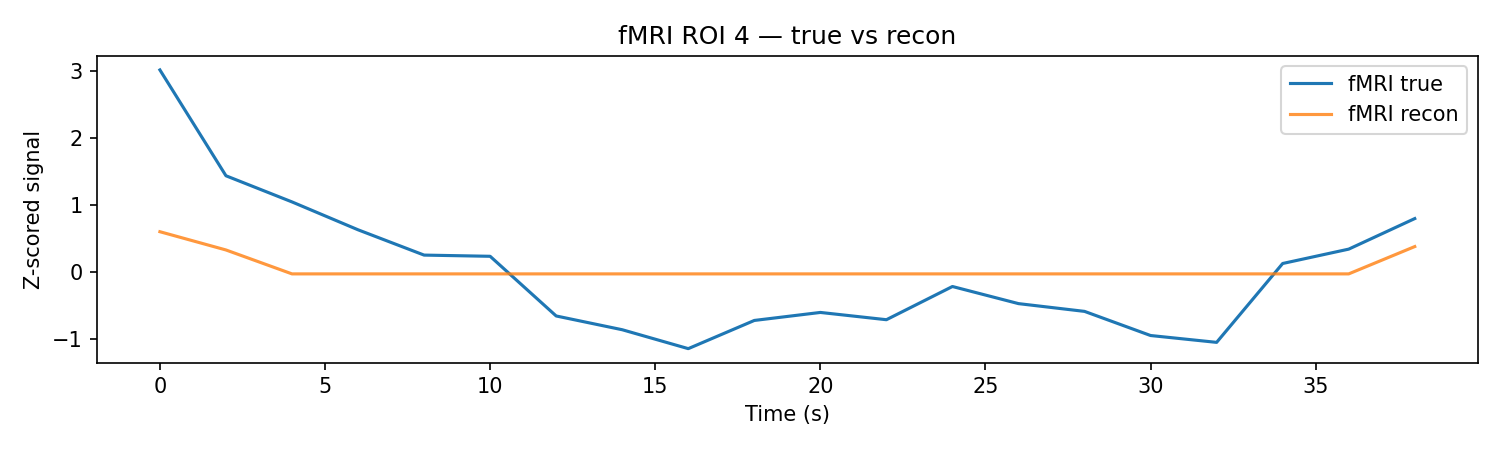 fMRI ROI 4 — true vs recon
fMRI true
fMRI recon
Z-scored signal
3
2
1
0
−1
0 5 10 15 20 25 30 35
Time (s)